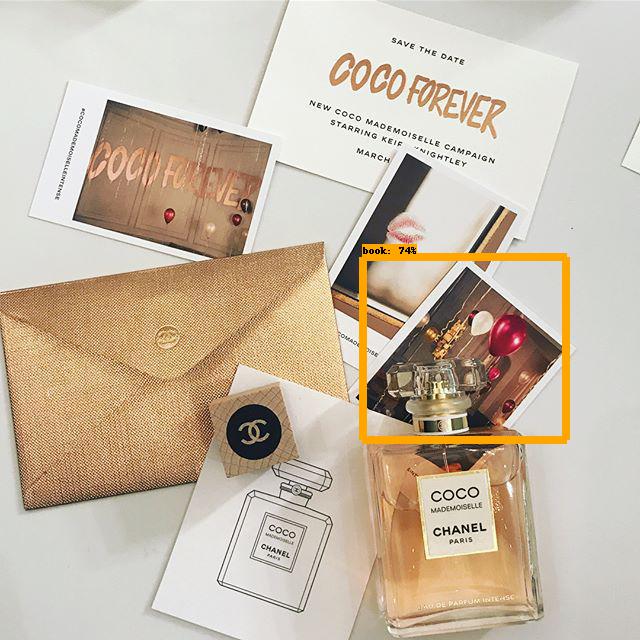 SAVE THE DATE
COCO FOREVER
NEW COCO MADEMOISELLE CAMPAIGN
STARRING KEI KNIGHTLEY
MARCH
#COCOMADEMOISELLEINTENSE
COCO FOREVER
book: 74%
COCO
MADEMOISELLE
CHANEL
PARIS
COCO
MADEMOISELLE
CHANEL
PARIS
EAU DE PARFUM INTENSE